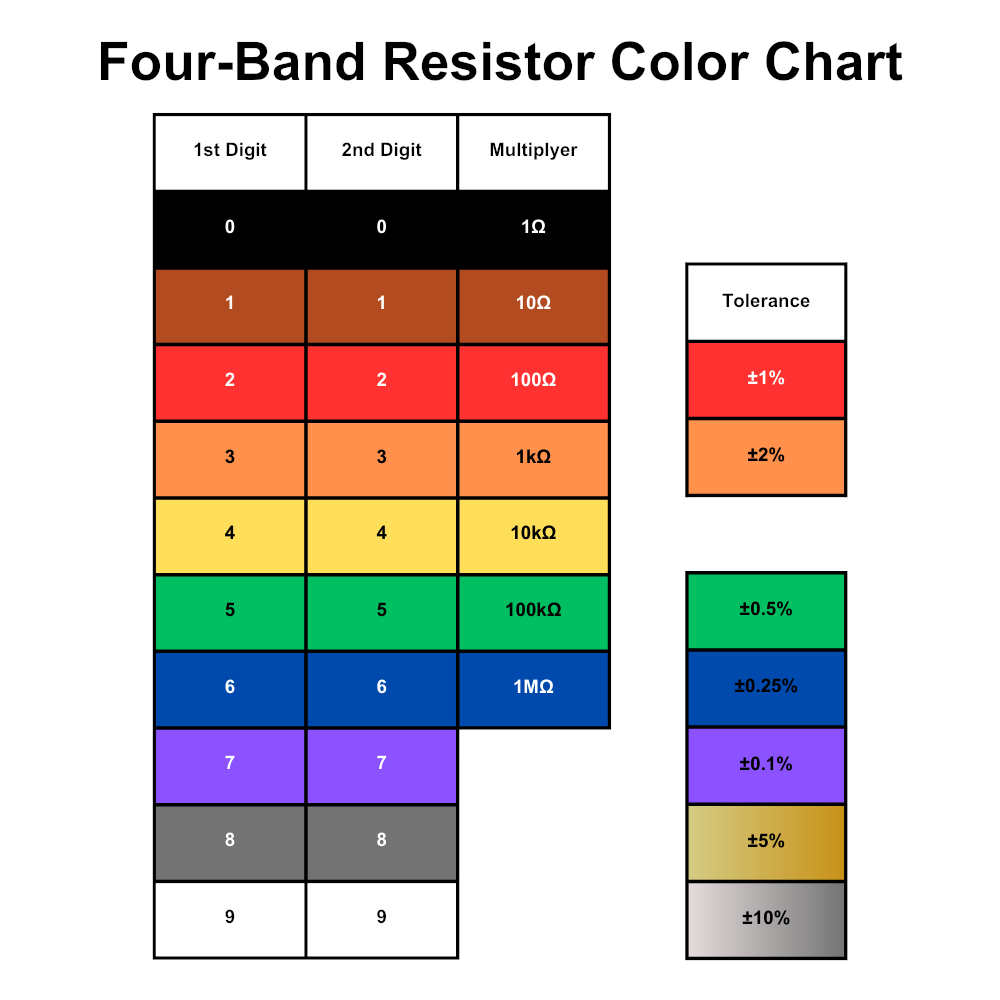 Four-Band Resistor Color Chart
1st Digit 2nd Digit Multiplyer
0 0 1Ω
1 1 10Ω
2 2 100Ω
3 3 1kΩ
4 4 10kΩ
5 5 100kΩ
6 6 1MΩ
7 7
8 8
9 9
Tolerance
±1%
±2%
±0.5%
±0.25%
±0.1%
±5%
±10%